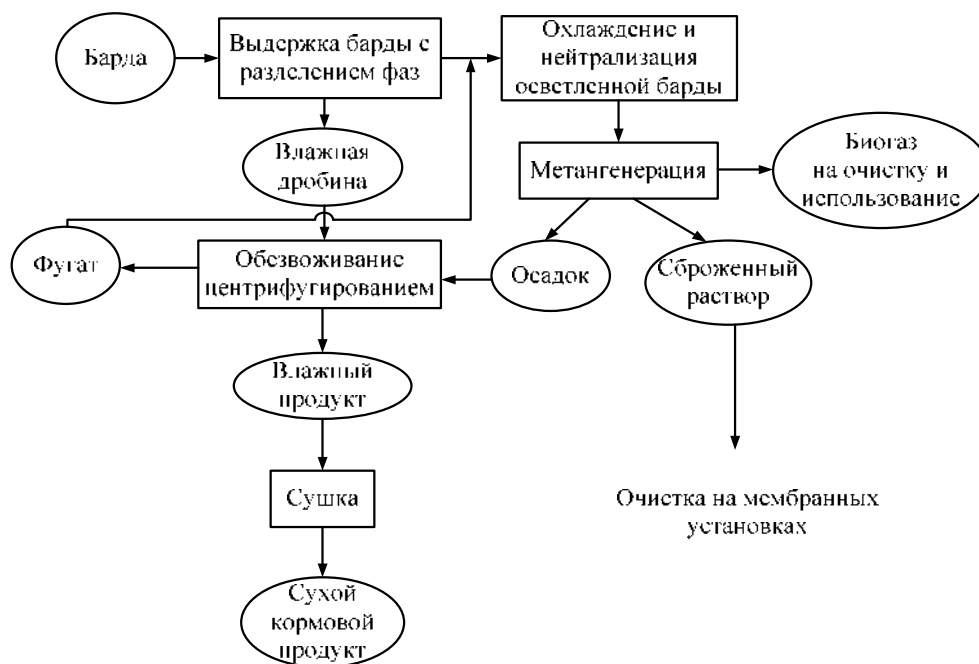 Барда
Выдержка барды с
разделением фаз
Охлаждение и
нейтрализация
осветленной барды
Влажная
дробина
Метангенерация
Биогаз
на очистку и
использование
Фугат
Обезвоживание
центрифугированием
Осадок
Сброженный
раствор
Влажный
продукт
Сушка
Очистка на мембранных
установках
Сухой
кормовой
продукт